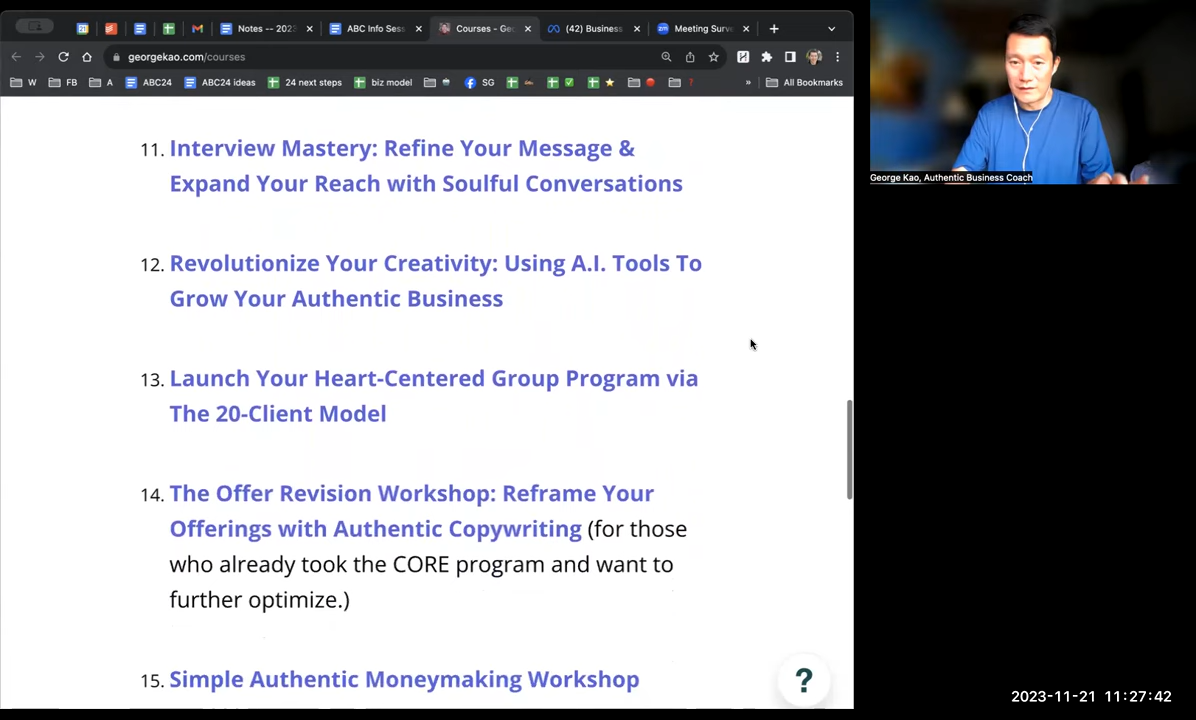 Notes -- 2023
ABC Info Sess
Courses - Geo
(42) Business
Meeting Surve
georgekao.com/courses
W
FB
A
ABC24
ABC24 ideas
24 next steps
biz model
SG
»
All Bookmarks
11. Interview Mastery: Refine Your Message &
Expand Your Reach with Soulful Conversations
12. Revolutionize Your Creativity: Using A.I. Tools To
Grow Your Authentic Business
13. Launch Your Heart-Centered Group Program via
The 20-Client Model
14. The Offer Revision Workshop: Reframe Your
Offerings with Authentic Copywriting (for those
who already took the CORE program and want to
further optimize.)
15. Simple Authentic Moneymaking Workshop
?
George Kao, Authentic Business Coach
2023-11-21 11:27:42